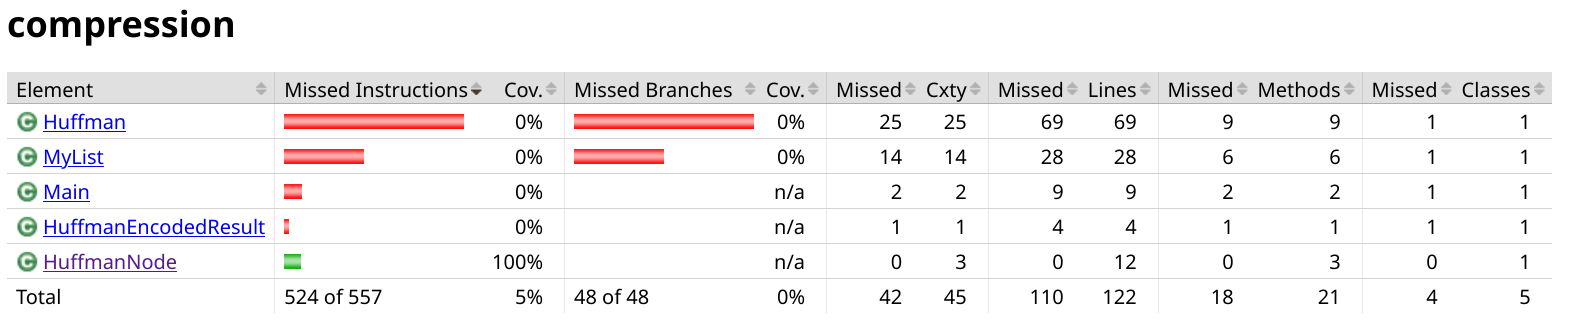 compression
Element Missed Instructions Cov. Missed Branches Cov. Missed Cxty Missed Lines Missed Methods Missed Classes
C Huffman 0% 0% 25 25 69 69 9 9 1 1
C MyList 0% 0% 14 14 28 28 6 6 1 1
C Main 0% n/a 2 2 9 9 2 2 1 1
C HuffmanEncodedResult 0% n/a 1 1 4 4 1 1 1 1
C HuffmanNode 100% n/a 0 3 0 12 0 3 0 1
Total 524 of 557 5% 48 of 48 0% 42 45 110 122 18 21 4 5